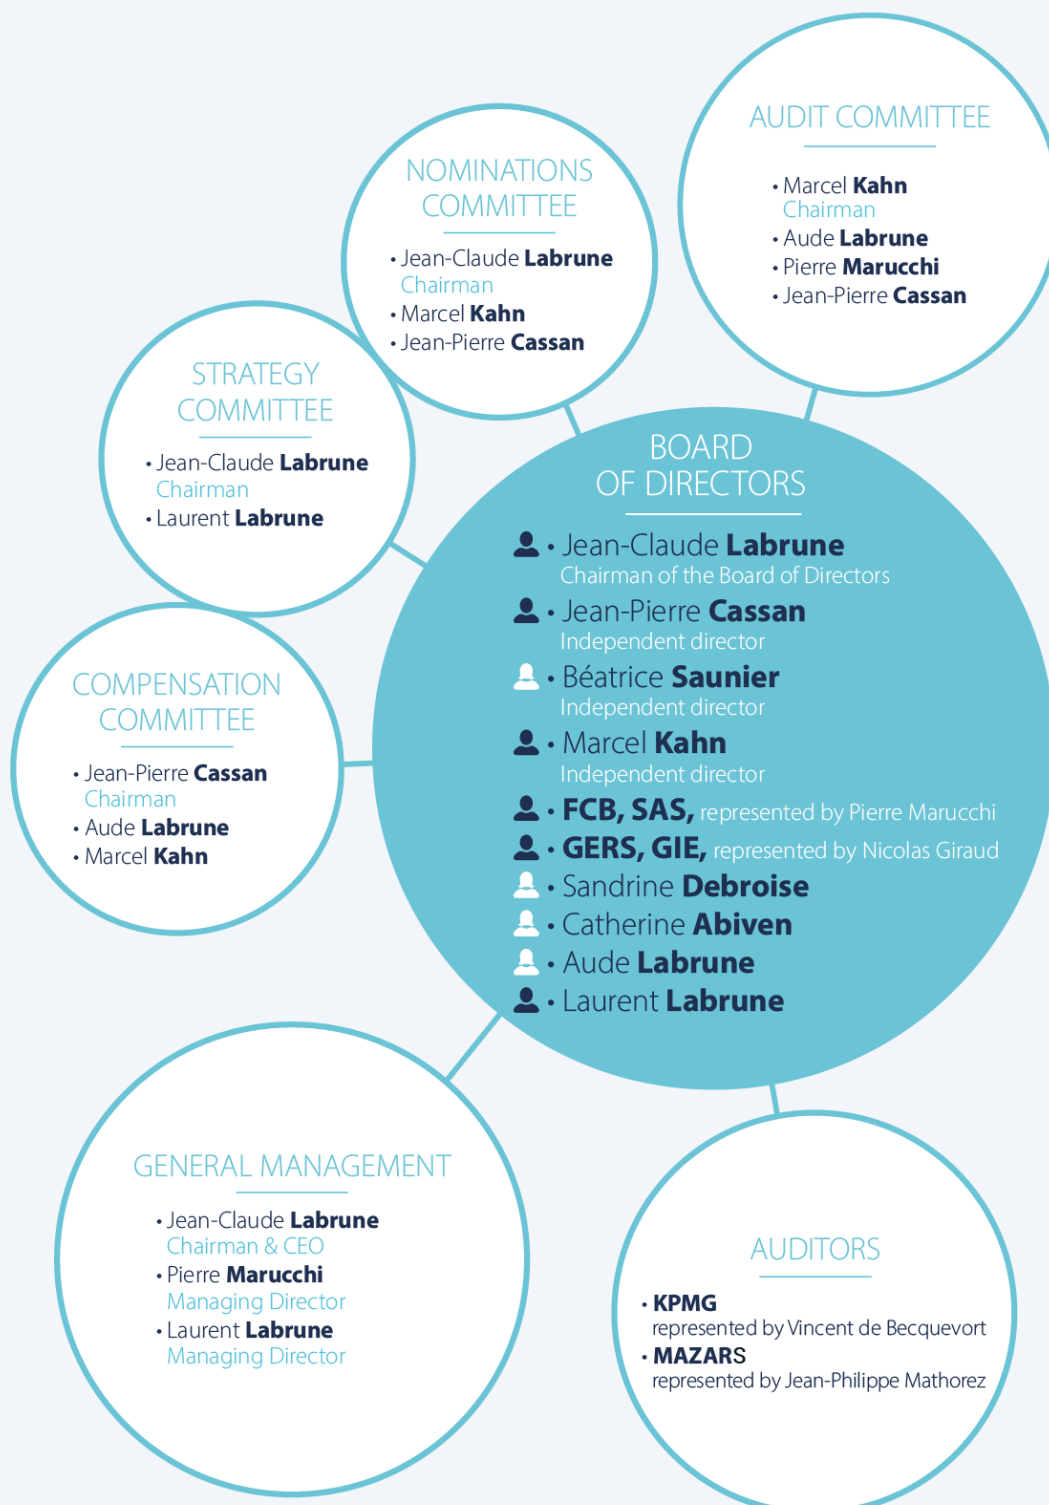 AUDIT COMMITTEE
• Marcel Kahn
Chairman
• Aude Labrune
• Pierre Marucchi
• Jean-Pierre Cassan
NOMINATIONS
COMMITTEE
• Jean-Claude Labrune
Chairman
• Marcel Kahn
• Jean-Pierre Cassan
STRATEGY
COMMITTEE
• Jean-Claude Labrune
Chairman
• Laurent Labrune
COMPENSATION
COMMITTEE
• Jean-Pierre Cassan
Chairman
• Aude Labrune
• Marcel Kahn
BOARD
OF DIRECTORS
• Jean-Claude Labrune
Chairman of the Board of Directors
• Jean-Pierre Cassan
Independent director
• Béatrice Saunier
Independent director
• Marcel Kahn
Independent director
• FCB, SAS, represented by Pierre Marucchi
• GERS, GIE, represented by Nicolas Giraud
• Sandrine Debroise
• Catherine Abiven
• Aude Labrune
• Laurent Labrune
GENERAL MANAGEMENT
• Jean-Claude Labrune
Chairman & CEO
• Pierre Marucchi
Managing Director
• Laurent Labrune
Managing Director
AUDITORS
• KPMG
represented by Vincent de Becquevort
• MAZARS
represented by Jean-Philippe Mathorez